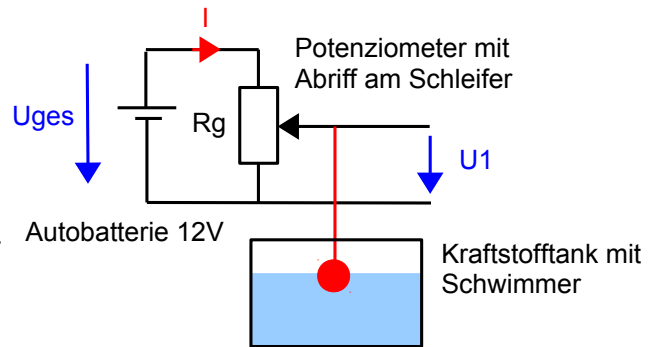 I
Potenziometer mit
Abriff am Schleifer
Uges
Rg
U1
Autobatterie 12V
Kraftstofftank mit
Schwimmer